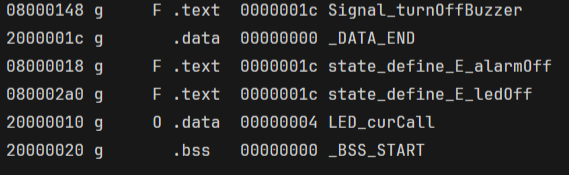 08000148 g F .text 0000001c Signal_turnOffBuzzer
2000001c g .data 00000000 _DATA_END
08000018 g F .text 0000001c state_define_E_alarmOff
080002a0 g F .text 0000001c state_define_E_ledOff
20000010 g O .data 00000004 LED_curCall
20000020 g .bss 00000000 _BSS_START